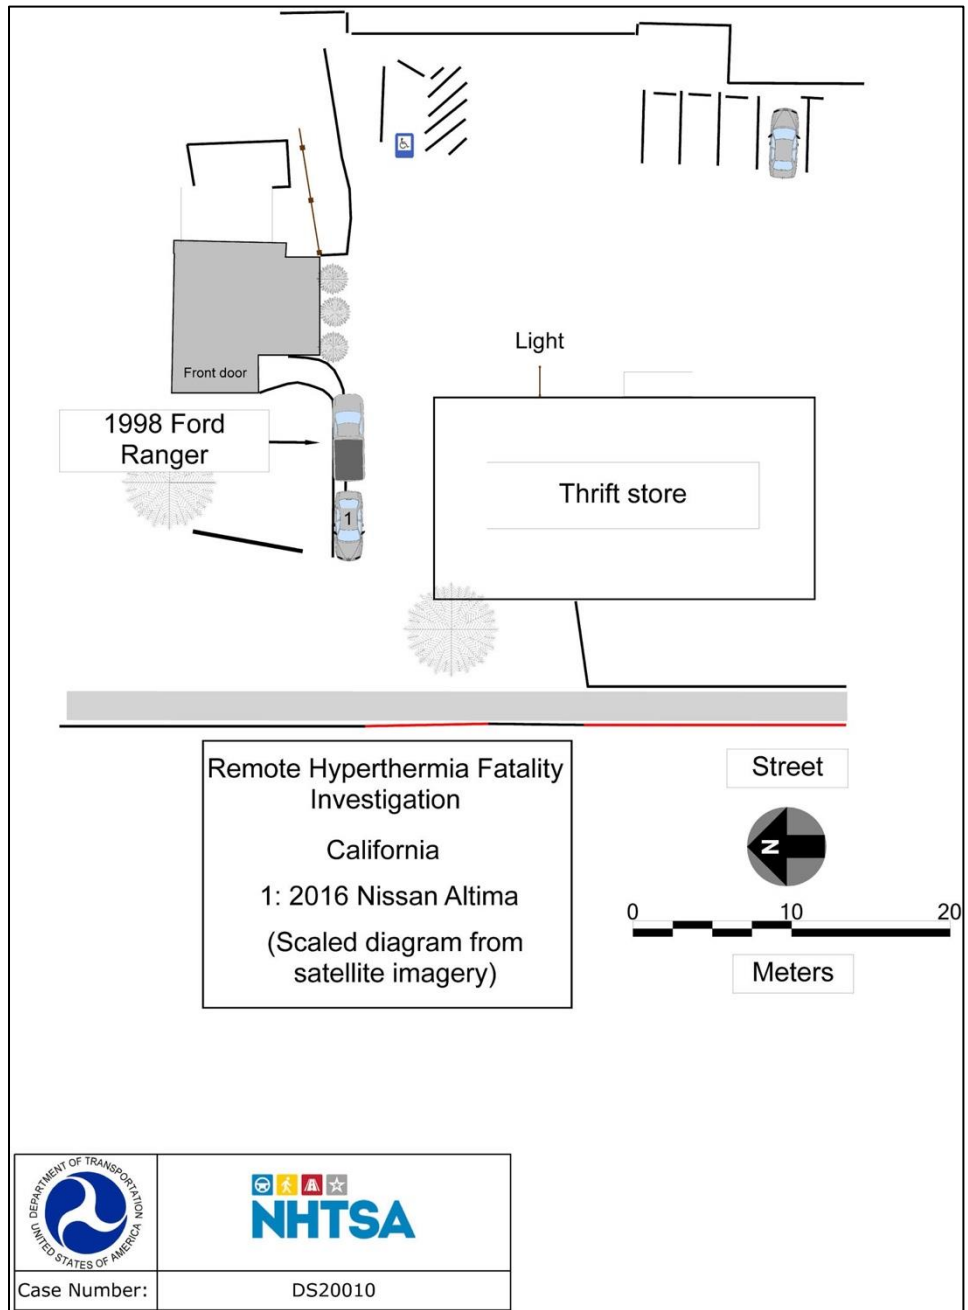 Light
Front door
1998 Ford
Ranger
Thrift store
1
Remote Hyperthermia Fatality
Investigation
California
1: 2016 Nissan Altima
(Scaled diagram from
satellite imagery)
Street
N
0 10 20
Meters
DEPARTMENT OF TRANSPORTATION
UNITED STATES OF AMERICA
NHTSA
Case Number: DS20010